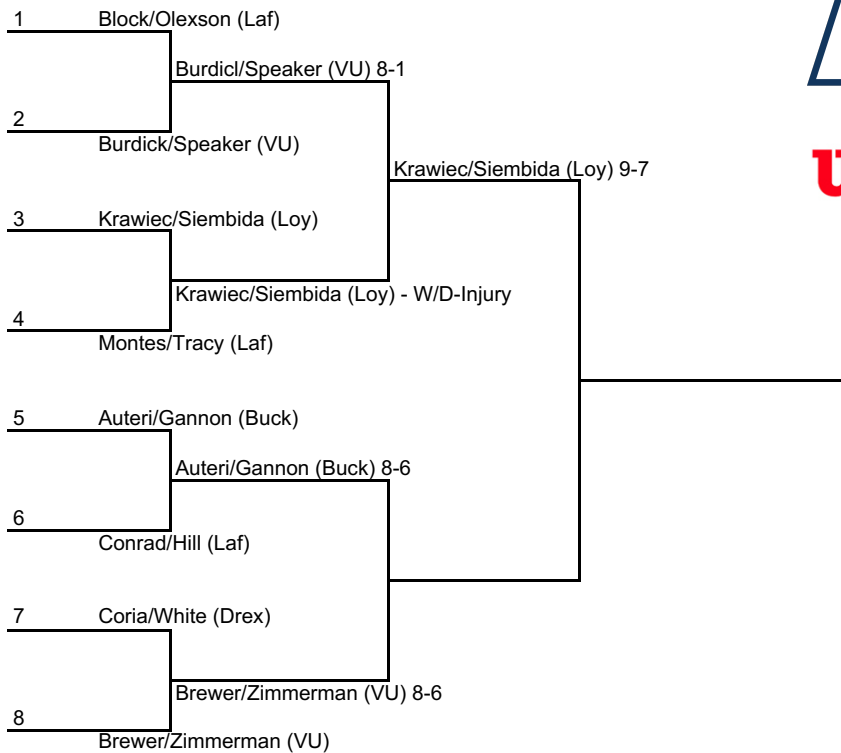 1 Block/Olexson (Laf)
Burdicl/Speaker (VU) 8-1
2
Burdick/Speaker (VU)
Krawiec/Siembida (Loy) 9-7
3 Krawiec/Siembida (Loy)
Krawiec/Siembida (Loy) - W/D-Injury
4
Montes/Tracy (Laf)
5 Auteri/Gannon (Buck)
Auteri/Gannon (Buck) 8-6
6
Conrad/Hill (Laf)
7 Coria/White (Drex)
Brewer/Zimmerman (VU) 8-6
8
Brewer/Zimmerman (VU)